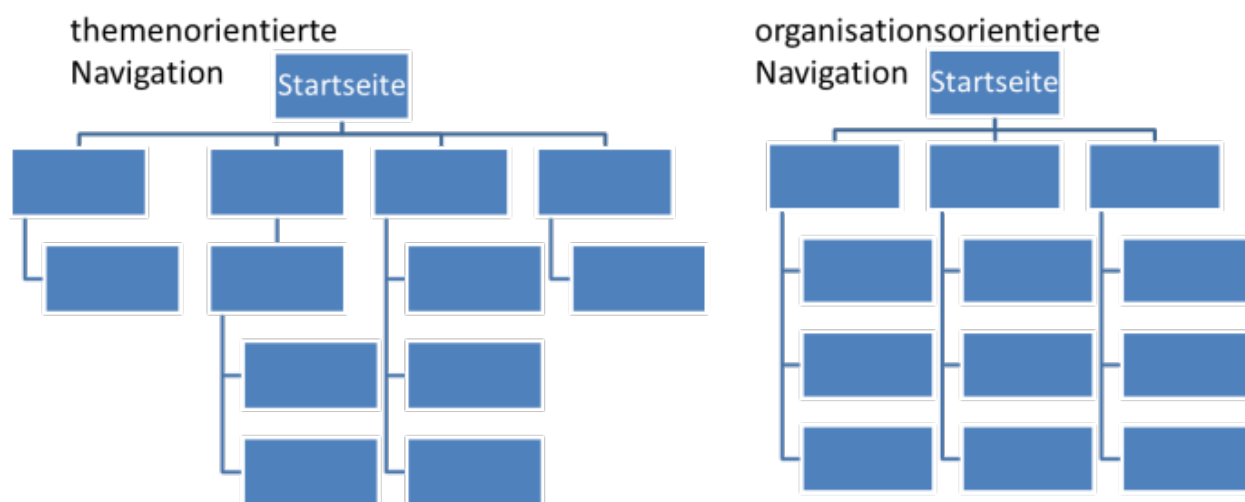 themenorientierte
Navigation
Startseite
organisationsorientierte
Navigation
Startseite